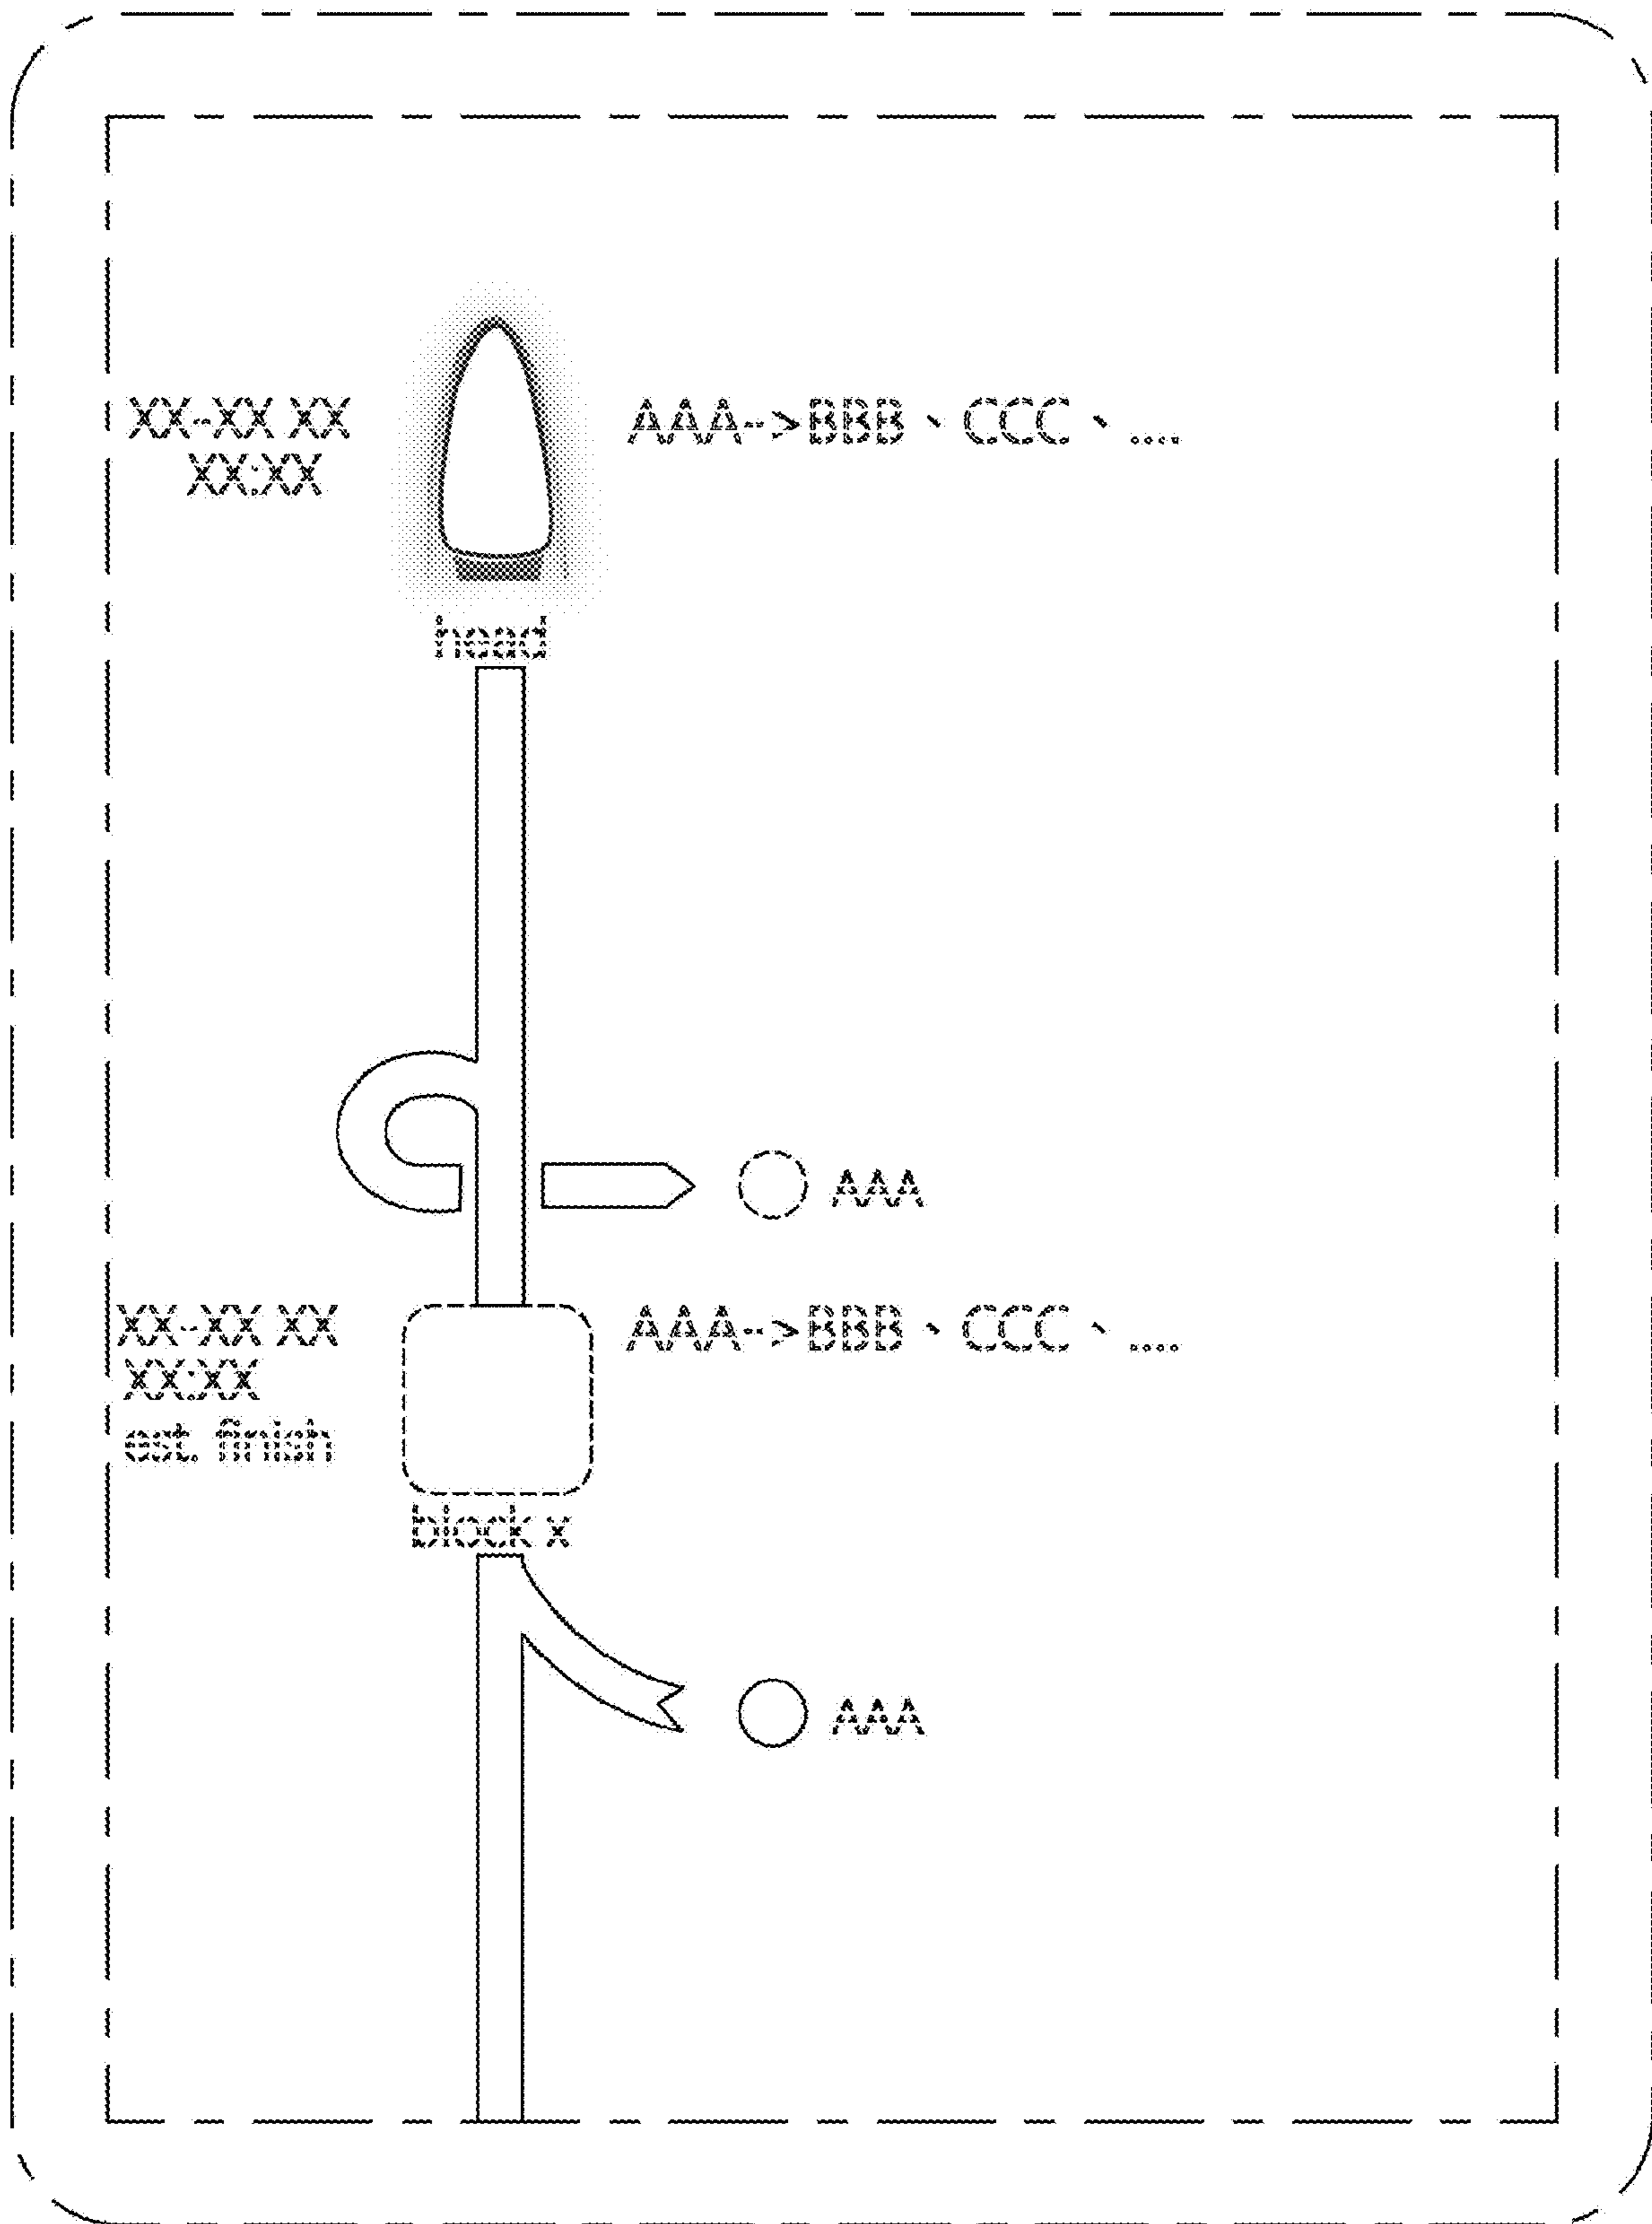 XX-XX XX
XX:XX
AAA-->BBB、CCC、....
head
AAA
XX-XX XX
XX:XX
est. finish
AAA-->BBB、CCC、....
block x
AAA